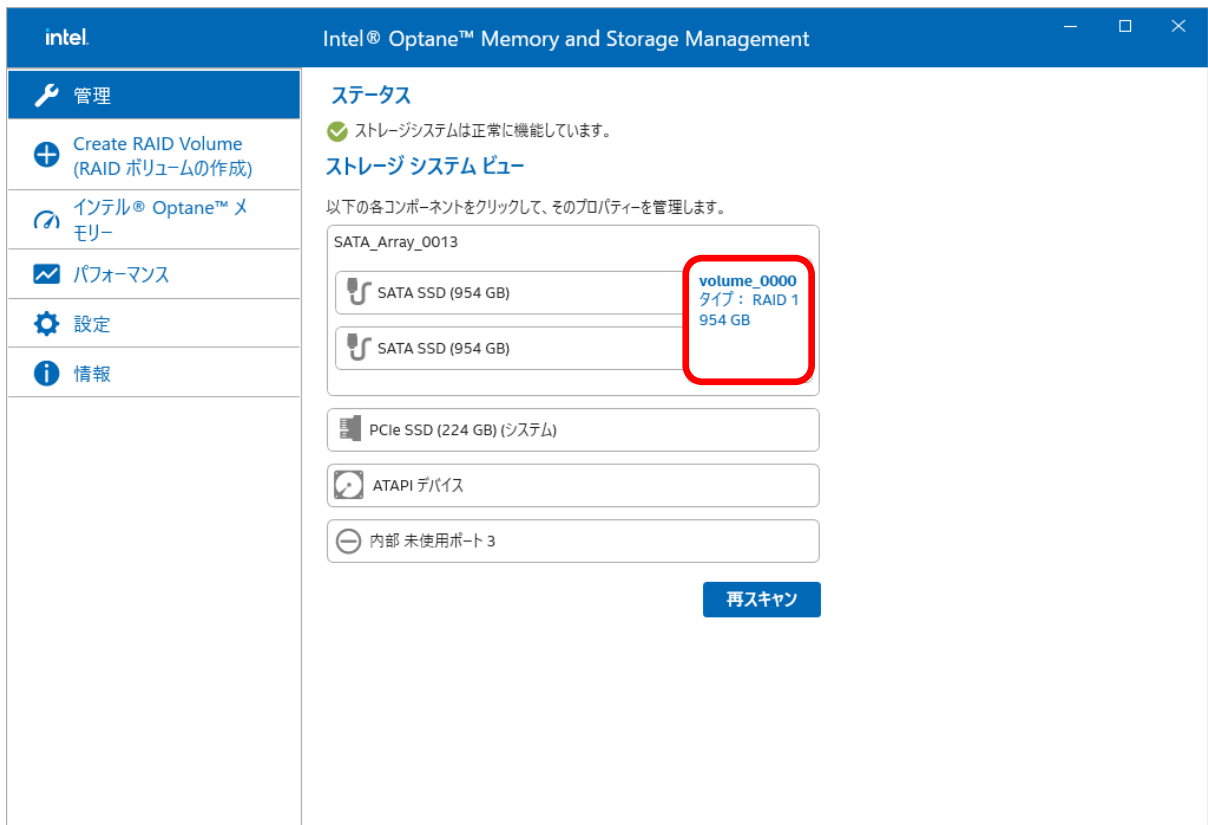 intel.
Intel® Optane™ Memory and Storage Management
管理
Create RAID Volume
(RAID ボリュームの作成)
インテル® Optane™ メ
モリー
パフォーマンス
設定
情報
ステータス
ストレージシステムは正常に機能しています。
ストレージ システム ビュー
以下の各コンポーネントをクリックして、そのプロパティーを管理します。
SATA_Array_0013
SATA SSD (954 GB)
SATA SSD (954 GB)
volume_0000
タイプ： RAID 1
954 GB
PCIe SSD (224 GB) (システム)
ATAPI デバイス
内部 未使用ポート 3
再スキャン